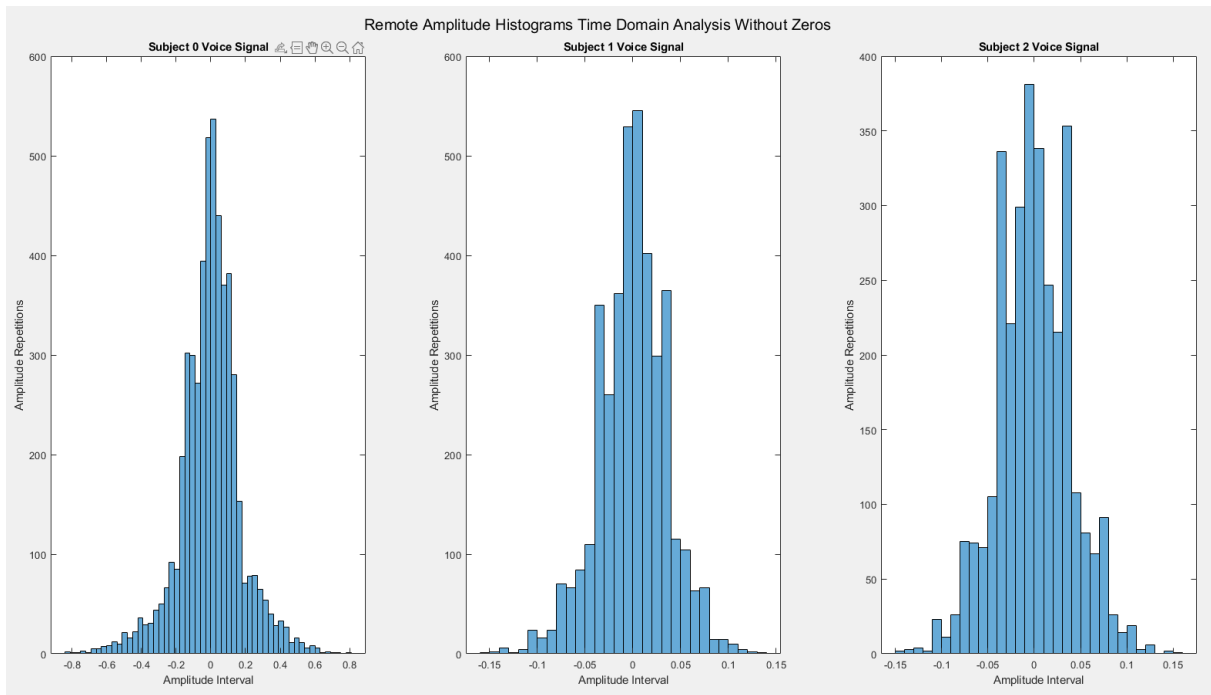 Remote Amplitude Histograms Time Domain Analysis Without Zeros
Subject 0 Voice Signal
600
500
400
300
200
100
0
-0.8 -0.6 -0.4 -0.2 0 0.2 0.4 0.6 0.8
Amplitude Interval
Amplitude Repetitions
Subject 1 Voice Signal
600
500
400
300
200
100
0
-0.15 -0.1 -0.05 0 0.05 0.1 0.15
Amplitude Interval
Amplitude Repetitions
Subject 2 Voice Signal
400
350
300
250
200
150
100
50
0
-0.15 -0.1 -0.05 0 0.05 0.1 0.15
Amplitude Interval
Amplitude Repetitions